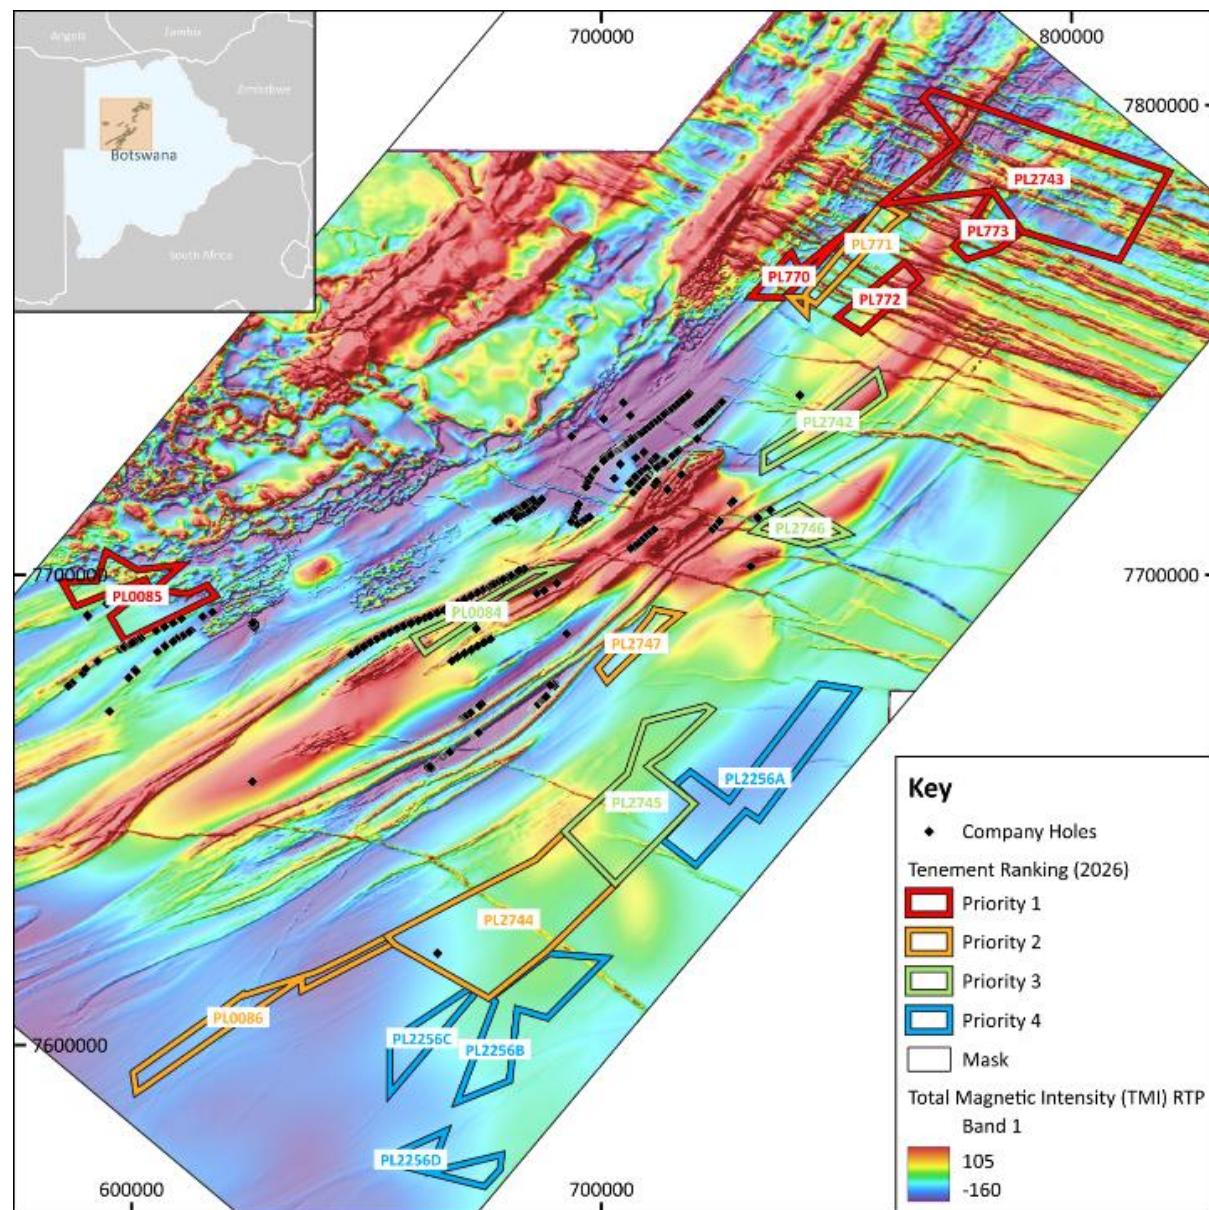 Angola
Zambia
Zimbabwe
Botswana
South Africa
700000
800000
7800000
PL2743
PL773
PL771
PL770
PL772
PL2742
PL2746
7700000
7700000
PL0085
PL0084
PL2747
PL2256A
PL2745
PL2744
PL0086
PL2256C
PL2256B
7600000
PL2256D
600000
700000
Key
Company Holes
Tenement Ranking (2026)
Priority 1
Priority 2
Priority 3
Priority 4
Mask
Total Magnetic Intensity (TMI) RTP
Band 1
105
-160